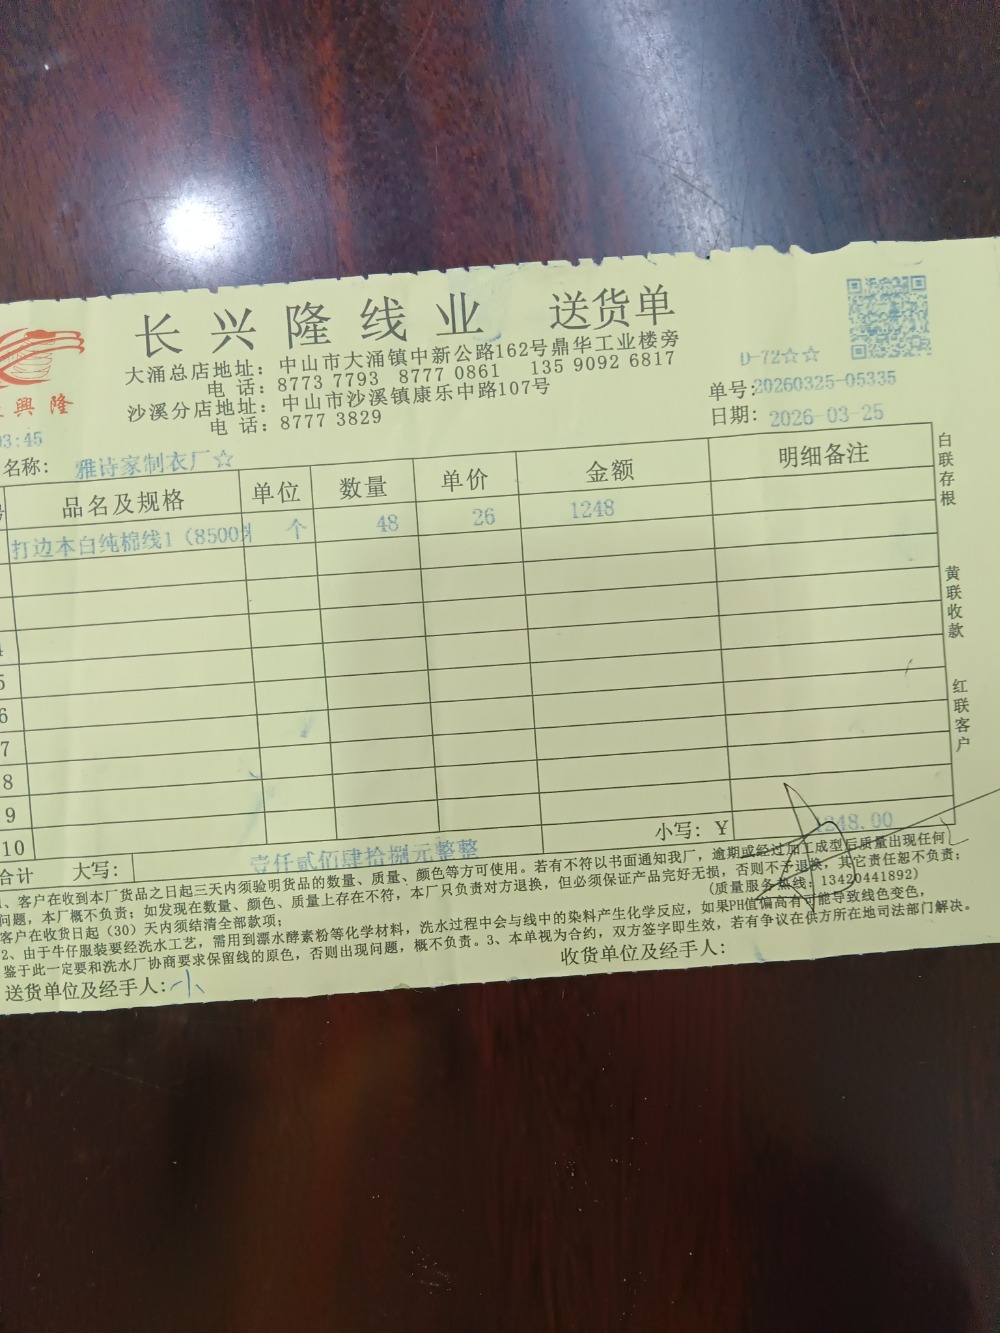 长兴隆线业 送货单
大涌总店地址：中山市大涌镇中新公路162号鼎华工业楼旁
电 话：8773 7793 8777 0861 135 9092 6817
沙溪分店地址：中山市沙溪镇康乐中路107号
电 话：8777 3829
興隆
D-72☆☆
单号：20260325-05335
日期：2026-03-25
03:45
名称：雅诗家制衣厂☆
品名及规格 单位 数量 单价 金额 明细备注
打边本白纯棉线1（8500 个 48 26 1248
4
5
6
7
8
9
10
小写：￥ 1248.00
合计 大写：壹仟贰佰肆拾捌元整整
1、客户在收到本厂货品之日起三天内须验明货品的数量、质量、颜色等方可使用。若有不符以书面通知我厂，逾期或经过加工成型后质量出现任何
问题，本厂概不负责；如发现在数量、颜色、质量上存在不符，本厂只负责对方退换，但必须保证产品完好无损，否则不予退换，其它责任恕不负责；
客户在收货日起（30）天内须结清全部款项； （质量服务热线：13420441892）
2、由于牛仔服装要经洗水工艺，需用到漂水酵素粉等化学材料，洗水过程中会与线中的染料产生化学反应，如果PH值偏高有可能导致线色变色，
鉴于此一定要和洗水厂协商要求保留线的原色，否则出现问题，概不负责。3、本单视为合约，双方签字即生效，若有争议在供方所在地司法部门解决。
送货单位及经手人：小 收货单位及经手人：
白联存根
黄联收款
红联客户